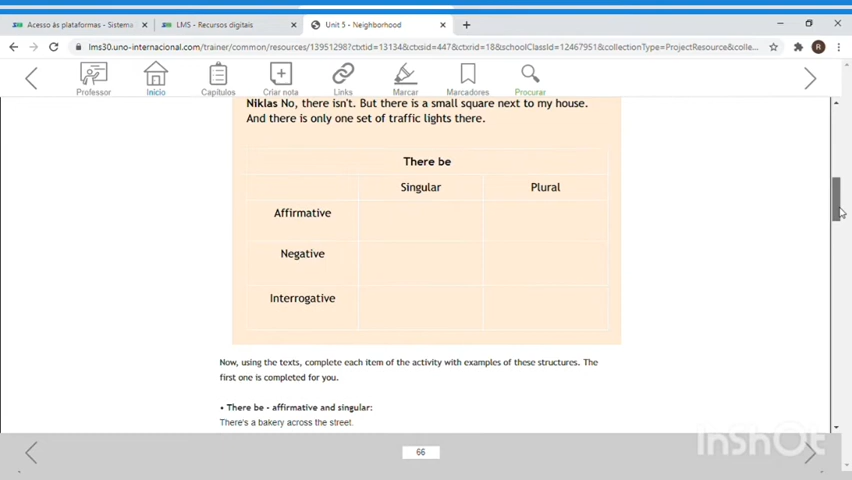 Acesso às plataformas - Sistema
LMS - Recursos digitais
Unit 5 - Neighborhood
lms30.uno-internacional.com/trainer/common/resources/13951298?ctxtid=13134&ctxsid=447&ctxrid=18&schoolClassId=12467951&collectionType=ProjectResource&colle...
R
Professor
Início
Capítulos
Criar nota
Links
Marcar
Marcadores
Procurar
Niklas No, there isn't. But there is a small square next to my house.
And there is only one set of traffic lights there.
There be
Singular Plural
Affirmative
Negative
Interrogative
Now, using the texts, complete each item of the activity with examples of these structures. The
first one is completed for you.
• There be - affirmative and singular:
There's a bakery across the street.
66
InShOt